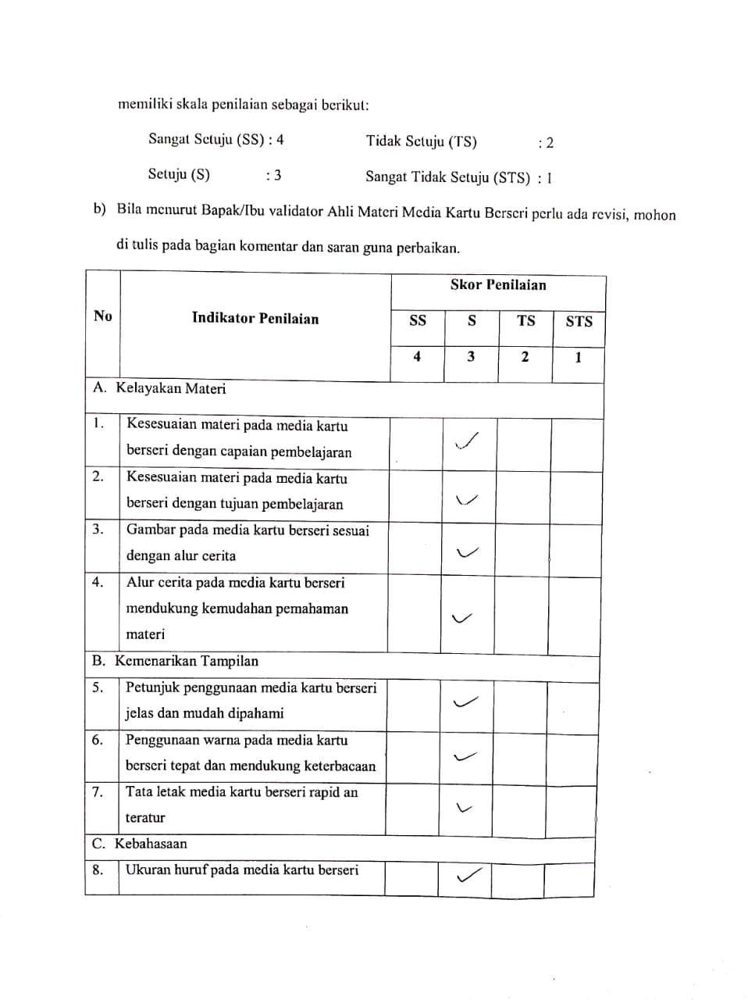 memiliki skala penilaian sebagai berikut:
Sangat Setuju (SS) : 4 Tidak Setuju (TS) : 2
Setuju (S) : 3 Sangat Tidak Setuju (STS) : 1
b) Bila menurut Bapak/Ibu validator Ahli Materi Media Kartu Berseri perlu ada revisi, mohon
di tulis pada bagian komentar dan saran guna perbaikan.
No Indikator Penilaian Skor Penilaian
SS S TS STS
4 3 2 1
A. Kelayakan Materi
1. Kesesuaian materi pada media kartu
berseri dengan capaian pembelajaran ✓
2. Kesesuaian materi pada media kartu
berseri dengan tujuan pembelajaran ✓
3. Gambar pada media kartu berseri sesuai
dengan alur cerita ✓
4. Alur cerita pada media kartu berseri
mendukung kemudahan pemahaman ✓
materi
B. Kemenarikan Tampilan
5. Petunjuk penggunaan media kartu berseri
jelas dan mudah dipahami ✓
6. Penggunaan warna pada media kartu
berseri tepat dan mendukung keterbacaan ✓
7. Tata letak media kartu berseri rapid an
teratur ✓
C. Kebahasaan
8. Ukuran huruf pada media kartu berseri ✓